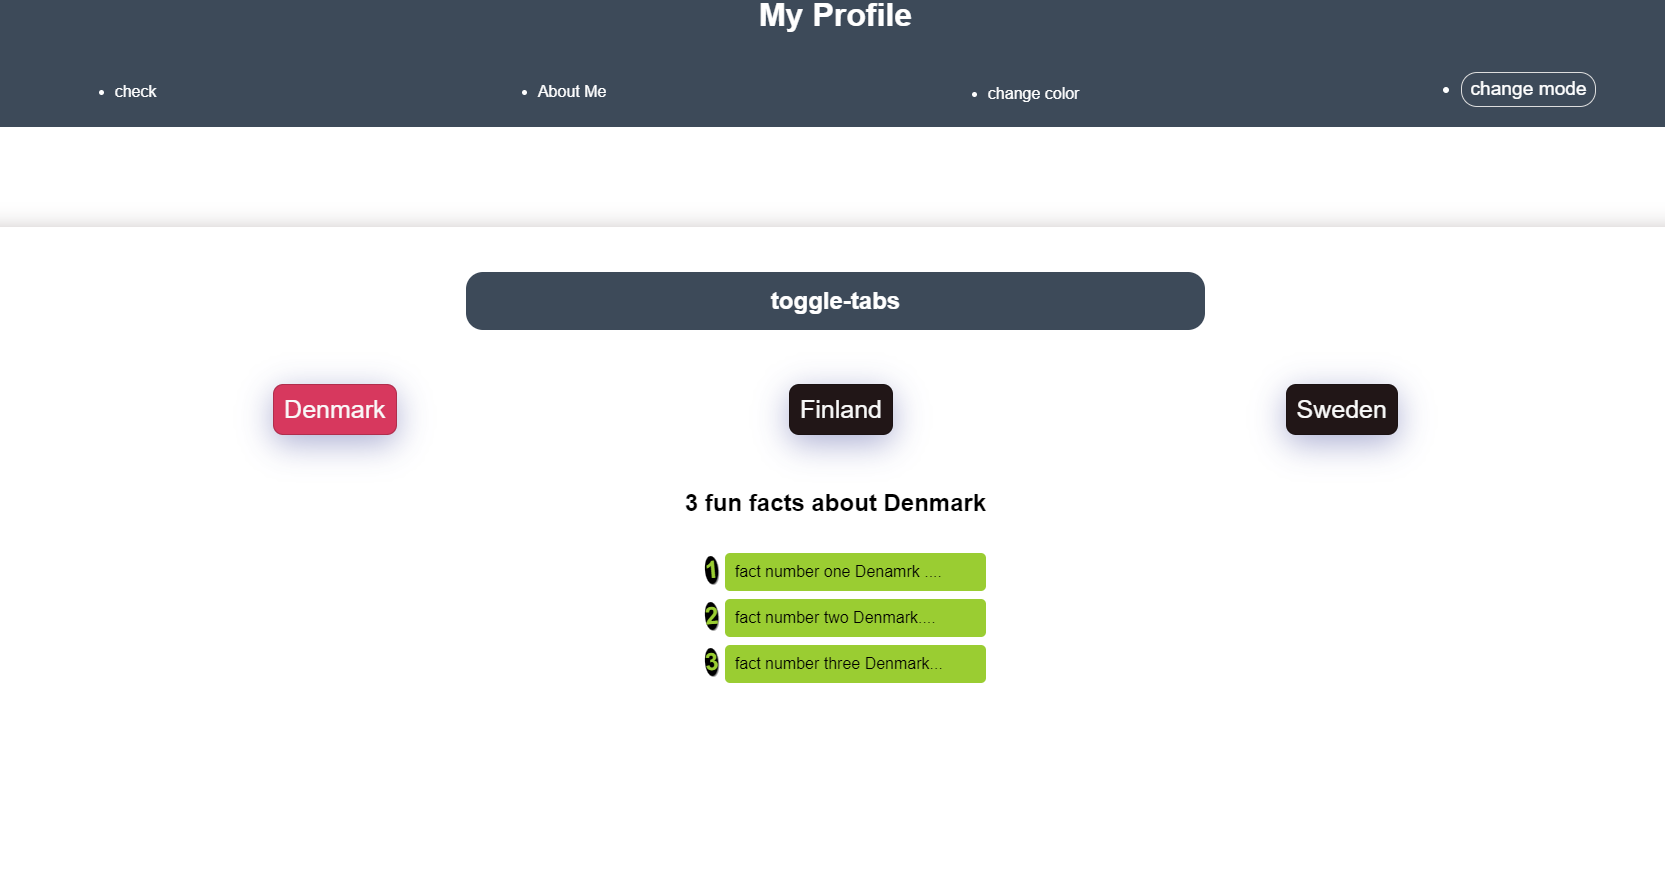 My Profile
check
About Me
change color
change mode
toggle-tabs
Denmark
Finland
Sweden
3 fun facts about Denmark
1 fact number one Denamrk ....
2 fact number two Denmark....
3 fact number three Denmark...